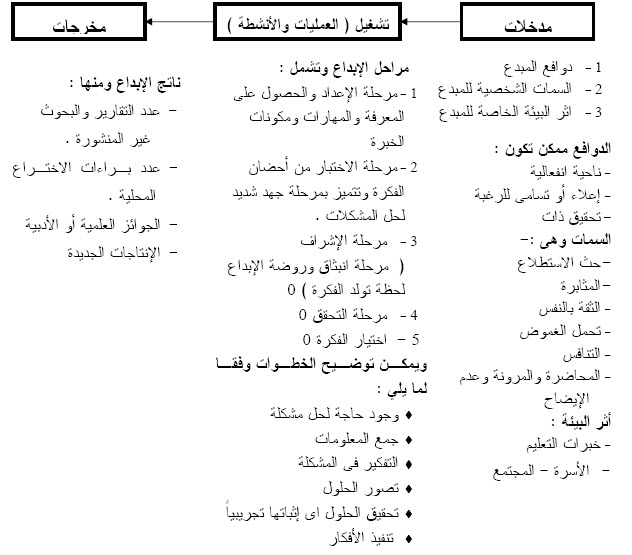 مدخلات
1 - دوافع المبدع
2 - السمات الشخصية للمبدع
3 - اثر البيئة الخاصة للمبدع
الدوافع ممكن تكون :
- ناحية انفعالية
- إعلاء أو تسامى للرغبة
- تحقيق ذات
السمات وهى :-
- حث الاستطلاع
- المثابرة
- الثقة بالنفس
- تحمل الغموض
- التنافس
- المحاضرة والمرونة وعدم
الإيضاح
أثر البيئة :
- خبرات التعليم
- الأسرة – المجتمع
تشغيل ( العمليات والأنشطة )
مراحل الإبداع وتشمل :
1 - مرحلة الإعداد والحصول على
المعرفة والمهارات ومكونات
الخبرة
2 - مرحلة الاختبار من أحضان
الفكرة وتتميز بمرحلة جهد شديد
لحل المشكلات .
3 - مرحلة الإشراف
( مرحلة انبثاق وروضة الإبداع
لحظة تولد الفكرة ) 0
4 - مرحلة التحقق 0
5 – اختيار الفكرة 0
ويمكن توضيح الخطوات وفقا
لما يلي :
♦ وجود حاجة لحل مشكلة
♦ جمع المعلومات
♦ التفكير فى المشكلة
♦ تصور الحلول
♦ تحقيق الحلول اى إثباتها تجريبياً
♦ تنفيذ الأفكار
مخرجات
ناتج الإبداع ومنها :
– عدد التقارير والبحوث
غير المنشورة .
– عدد براءات الاختراع
المحلية .
– الجوائز العلمية أو الأدبية
– الإنتاجات الجديدة